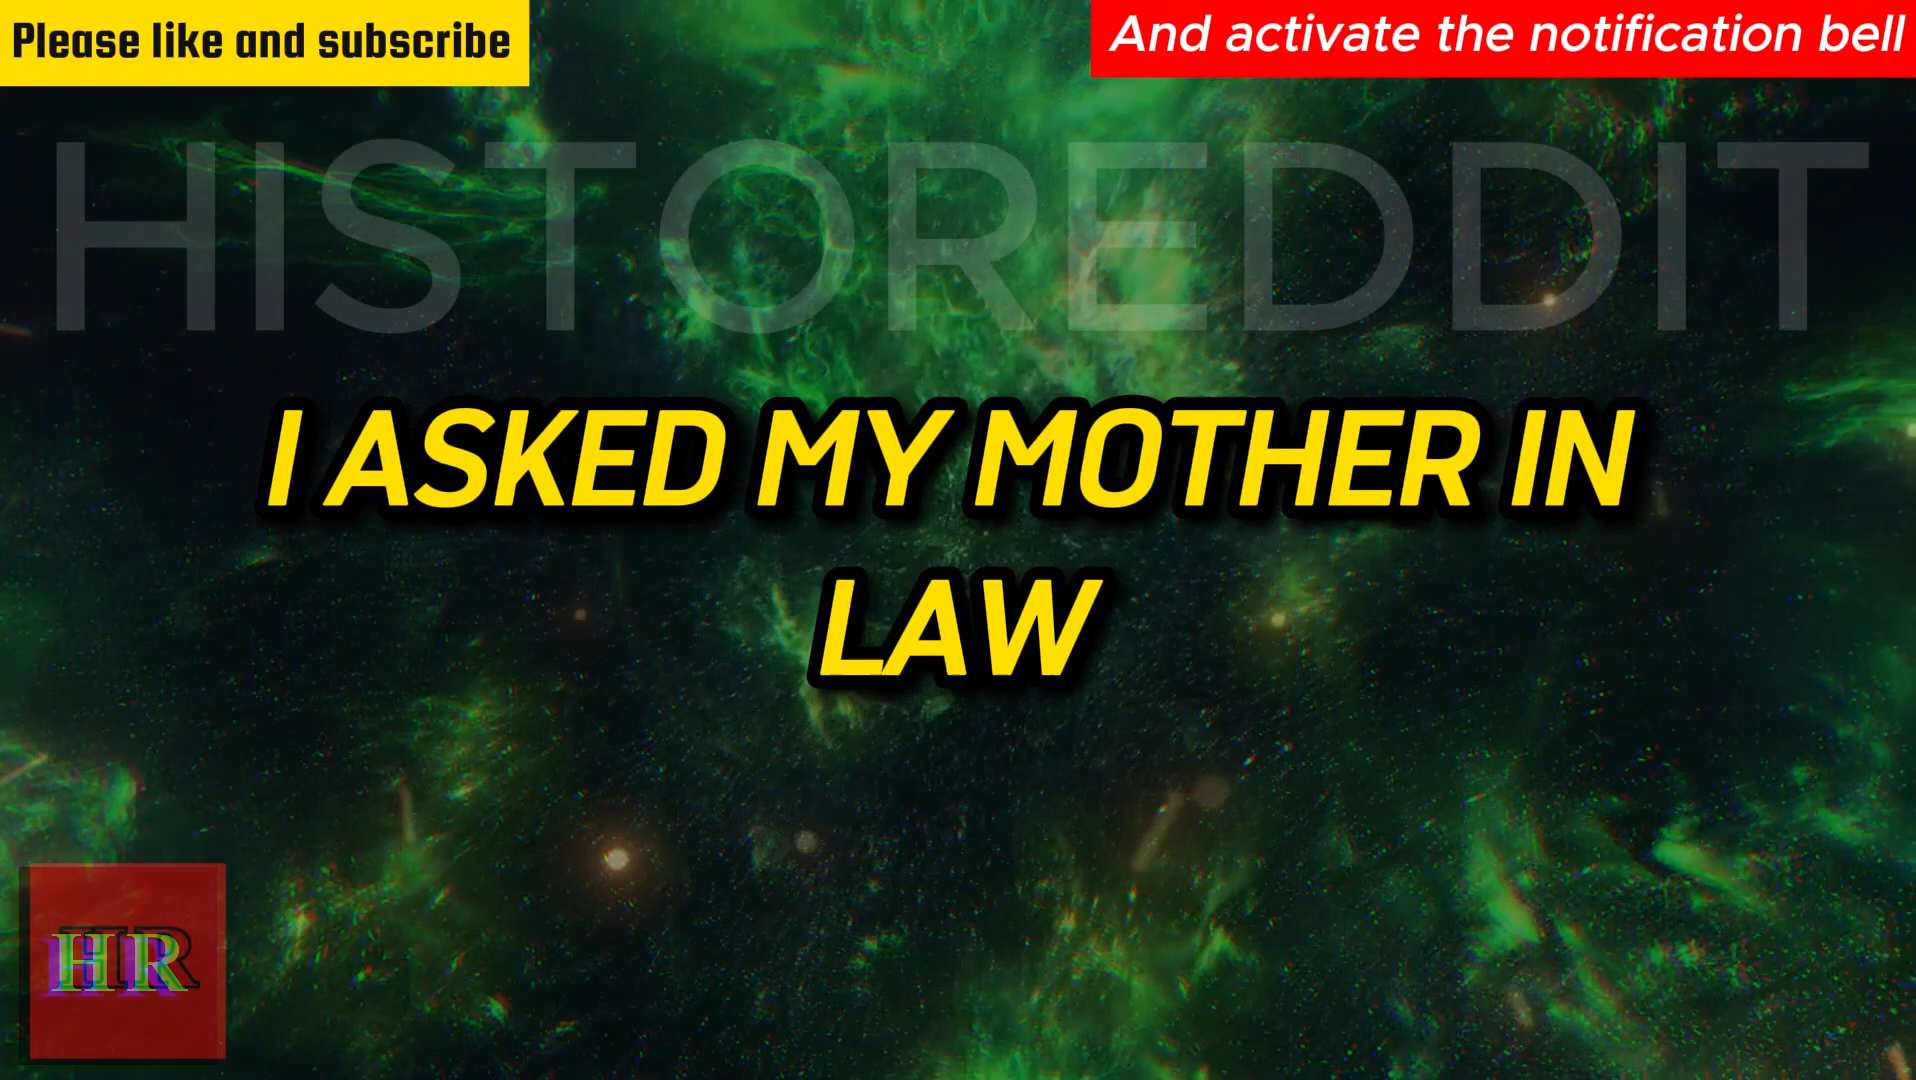 Please like and subscribe
And activate the notification bell
HISTOREDDIT
I ASKED MY MOTHER IN
LAW
HR